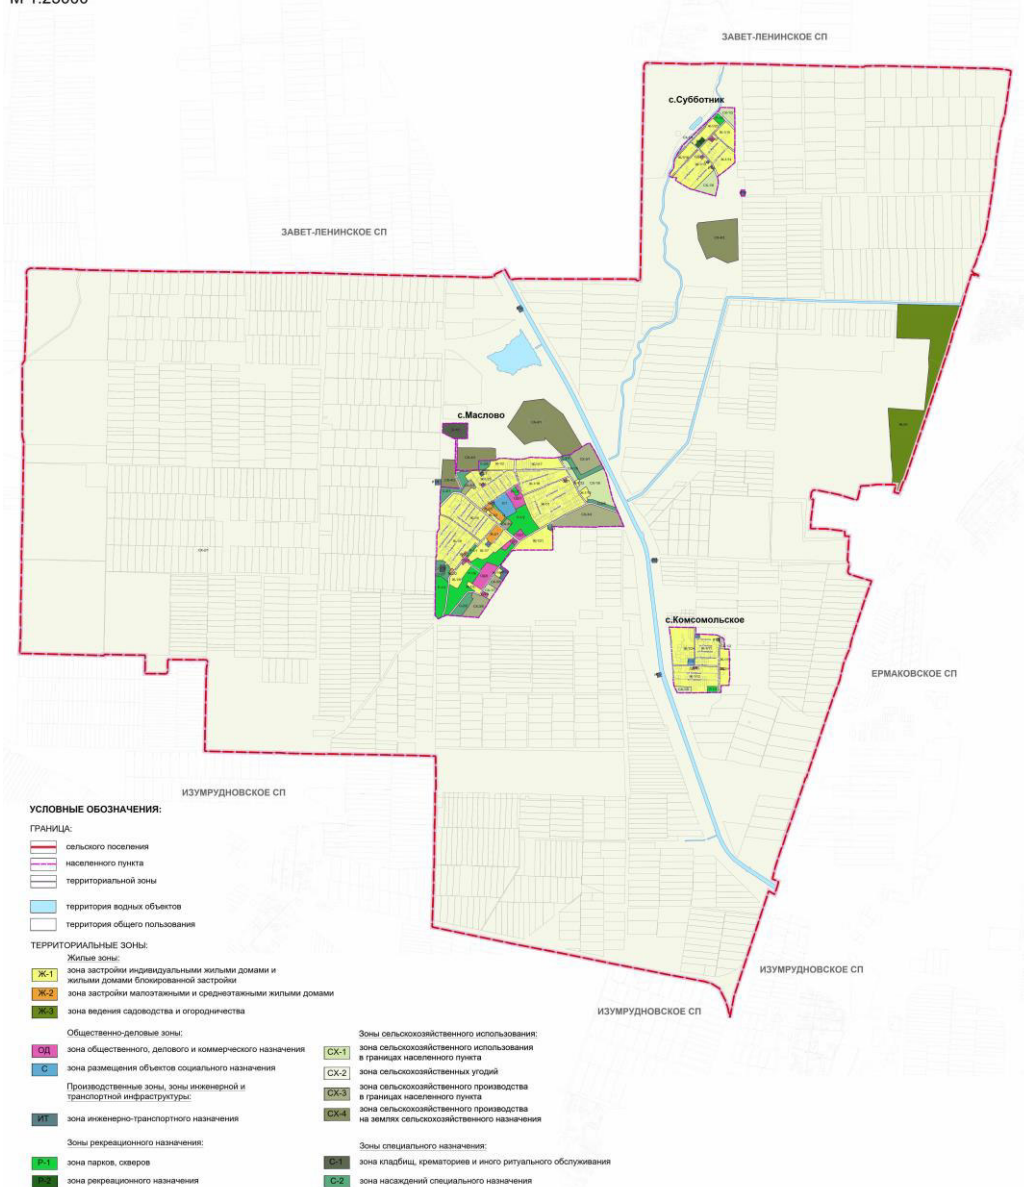 ЗАВЕТ-ЛЕНИНСКОЕ СП
с.Субботник
ЗАВЕТ-ЛЕНИНСКОЕ СП
с.Маслово
с.Комсомольское
ЕРМАКОВСКОЕ СП
ИЗУМРУДНОВСКОЕ СП
ИЗУМРУДНОВСКОЕ СП
ИЗУМРУДНОВСКОЕ СП
УСЛОВНЫЕ ОБОЗНАЧЕНИЯ:
ГРАНИЦА:
сельского поселения
населенного пункта
территориальной зоны
территория водных объектов
территория общего пользования
ТЕРРИТОРИАЛЬНЫЕ ЗОНЫ:
Жилые зоны:
Ж-1 зона застройки индивидуальными жилыми домами и
жилыми домами блокированной застройки
Ж-2 зона застройки малоэтажными и среднеэтажными жилыми домами
Ж-3 зона ведения садоводства и огородничества
Общественно-деловые зоны:
ОД зона общественного, делового и коммерческого назначения
С зона размещения объектов социального назначения
Производственные зоны, зоны инженерной и
транспортной инфраструктуры:
ИТ зона инженерно-транспортного назначения
Зоны рекреационного назначения:
Р-1 зона парков, скверов
Р-2 зона рекреационного назначения
Зоны сельскохозяйственного использования:
СХ-1 зона сельскохозяйственного использования
в границах населенного пункта
СХ-2 зона сельскохозяйственных угодий
СХ-3 зона сельскохозяйственного производства
в границах населенного пункта
СХ-4 зона сельскохозяйственного производства
на землях сельскохозяйственного назначения
Зоны специального назначения:
С-1 зона кладбищ, крематориев и иного ритуального обслуживания
С-2 зона насаждений специального назначения